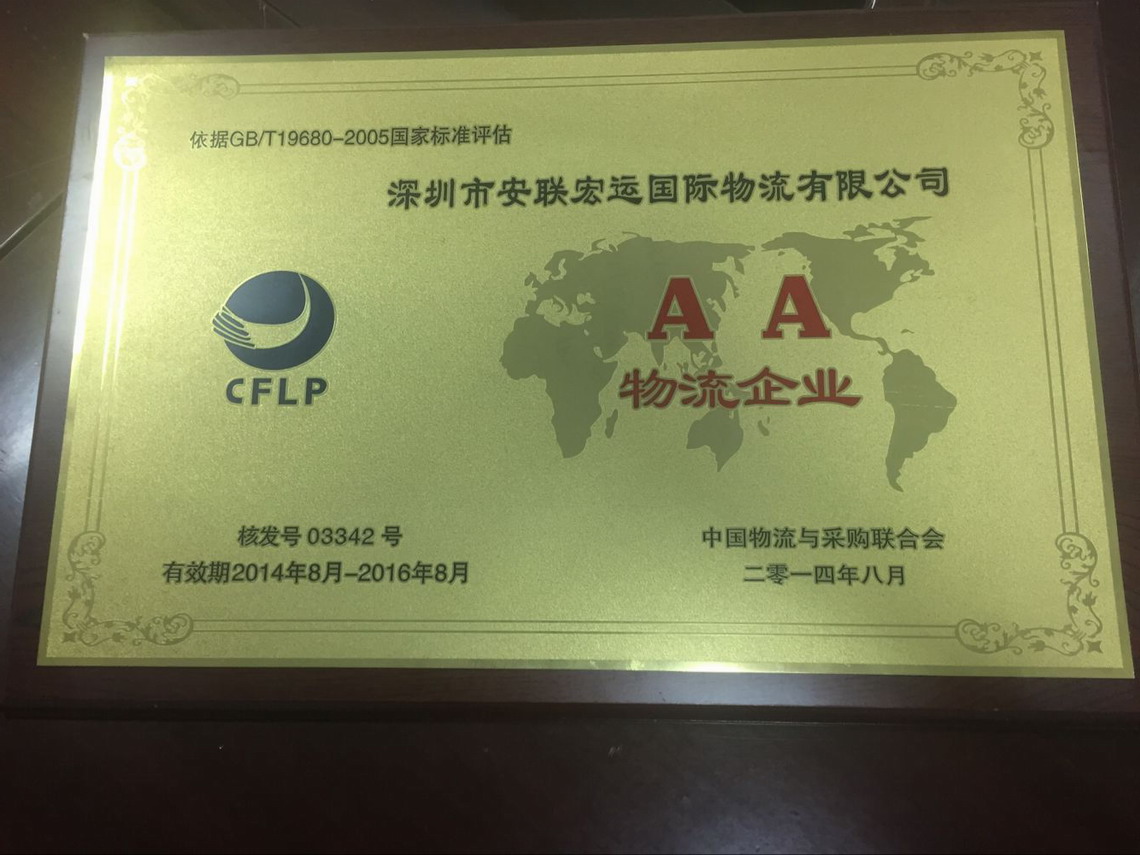 依据GB/T19680-2005国家标准评估
深圳市安联宏运国际物流有限公司
A A
物流企业
CFLP
核发号 03342 号
有效期2014年8月-2016年8月
中国物流与采购联合会
二零一四年八月